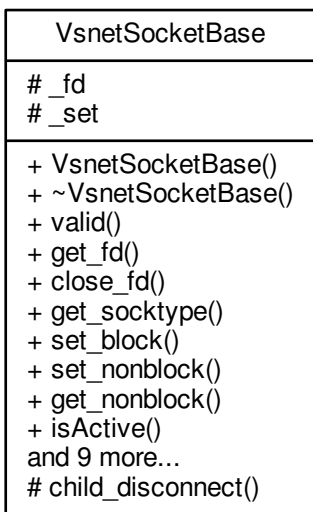 VsnetSocketBase
# _fd
# _set
+ VsnetSocketBase()
+ ~VsnetSocketBase()
+ valid()
+ get_fd()
+ close_fd()
+ get_socktype()
+ set_block()
+ set_nonblock()
+ get_nonblock()
+ isActive()
and 9 more...
# child_disconnect()